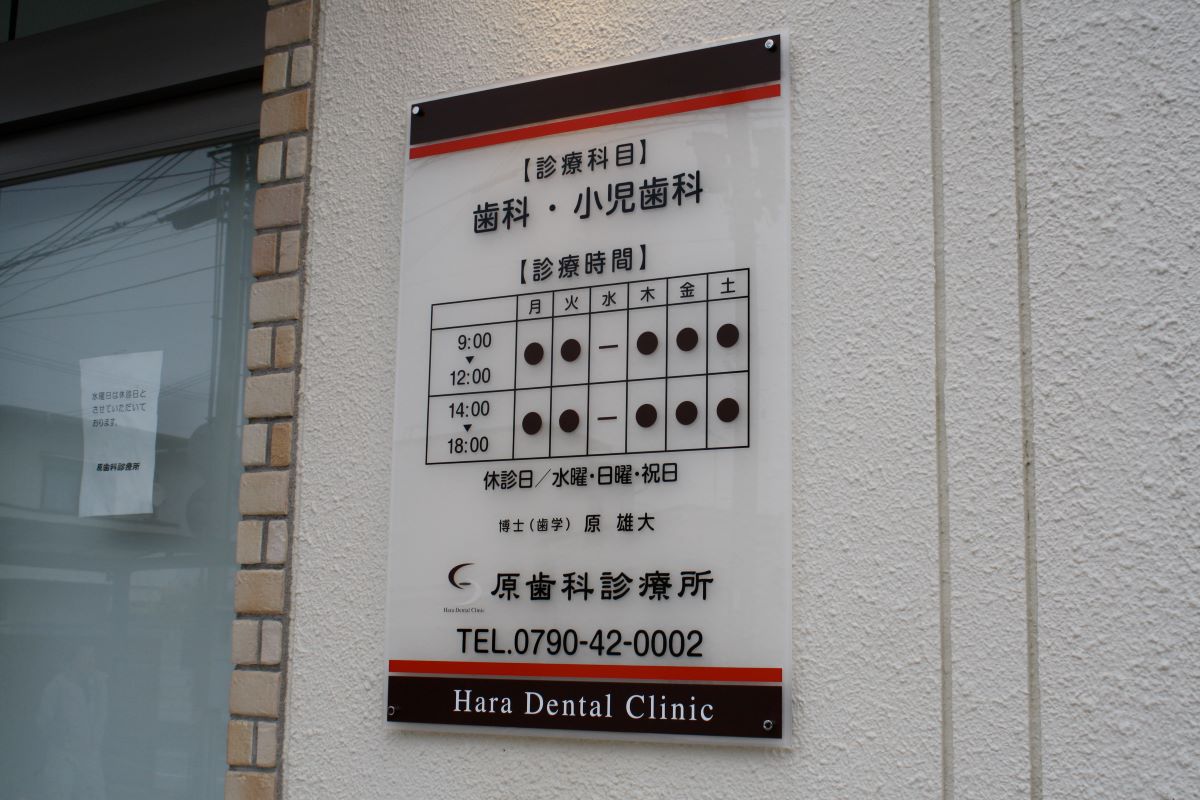 【診療科目】
歯科・小児歯科
【診療時間】
月 火 水 木 金 土
9:00 ▼ 12:00 ● ● — ● ● ●
14:00 ▼ 18:00 ● ● — ● ● ●
休診日／水曜・日曜・祝日
博士（歯学） 原 雄大
Hara Dental Clinic
原歯科診療所
TEL.0790-42-0002
Hara Dental Clinic
水曜日は休診日と
させていただいて
おります。
原歯科診療所